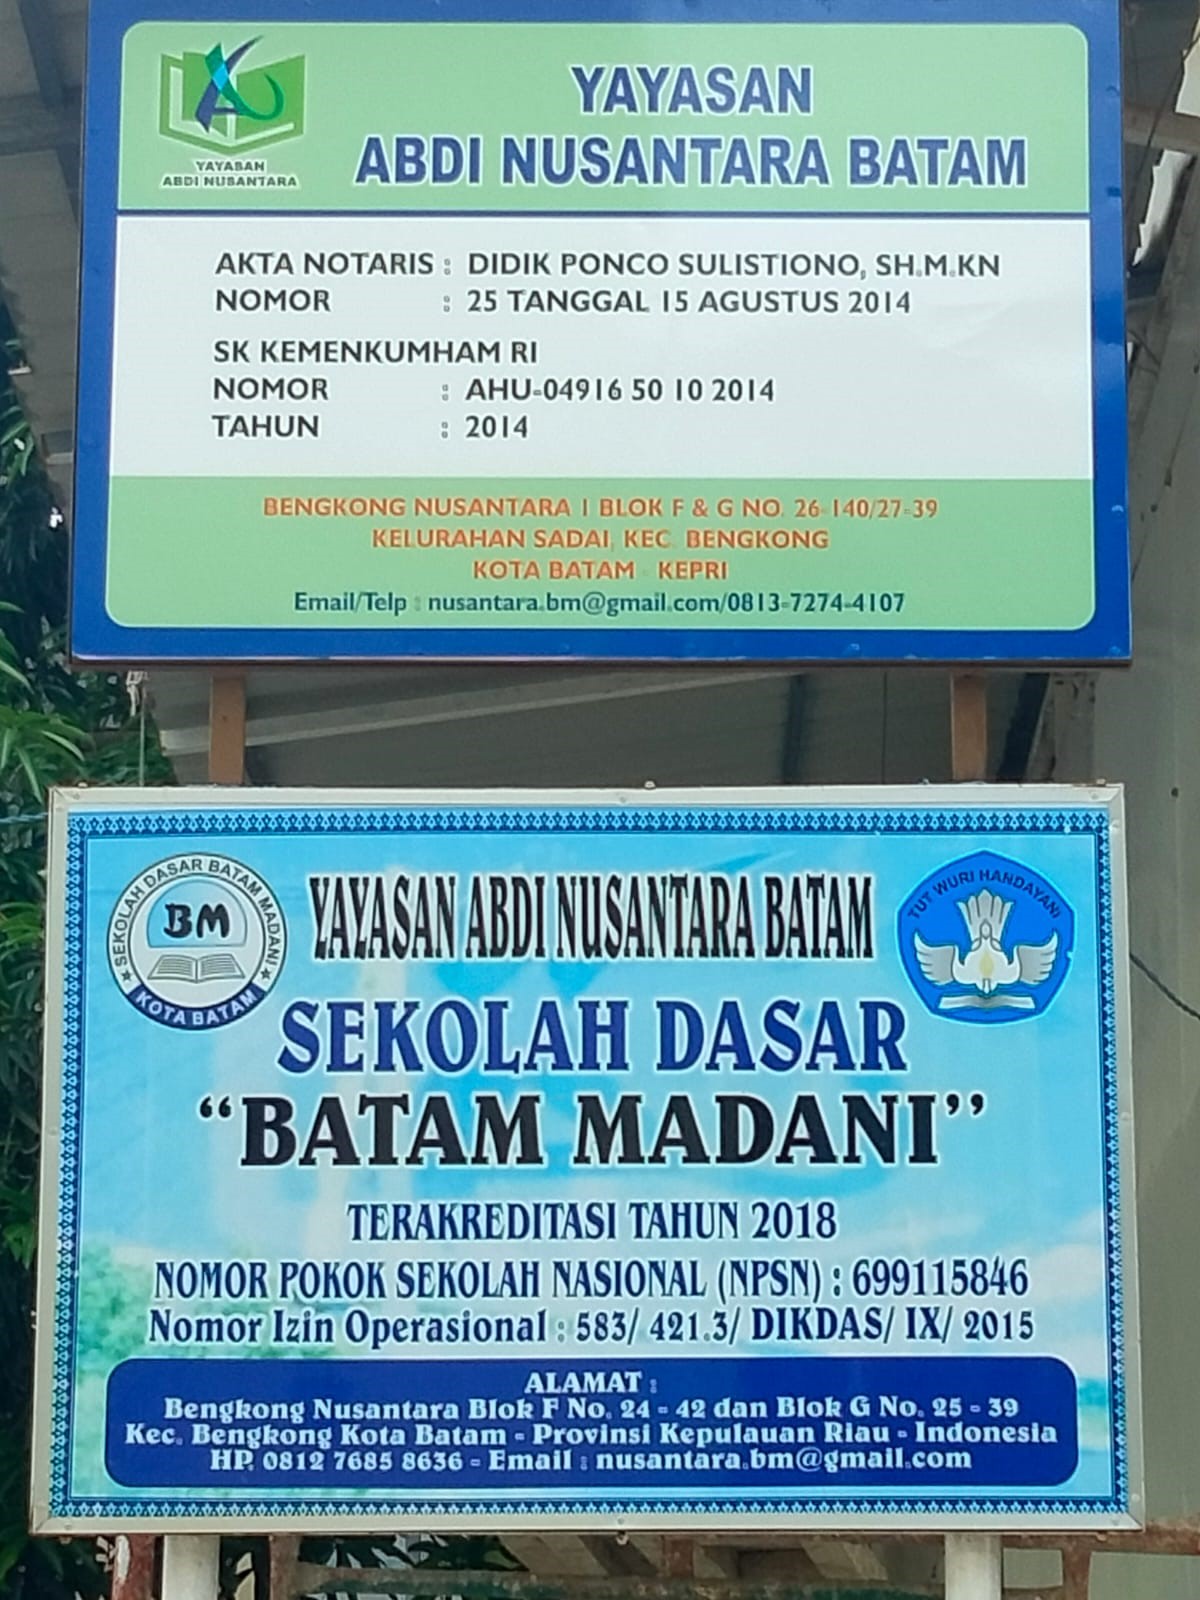 YAYASAN
ABDI NUSANTARA
YAYASAN
ABDI NUSANTARA BATAM
AKTA NOTARIS : DIDIK PONCO SULISTIONO, SH.M.KN
NOMOR : 25 TANGGAL 15 AGUSTUS 2014
SK KEMENKUMHAM RI
NOMOR : AHU-04916 50 10 2014
TAHUN : 2014
BENGKONG NUSANTARA I BLOK F & G NO. 26-140/27-39
KELURAHAN SADAI, KEC. BENGKONG
KOTA BATAM - KEPRI
Email/Telp : nusantara.bm@gmail.com/0813-7274-4107
SEKOLAH DASAR BATAM MADANI
BM
KOTA BATAM
YAYASAN ABDI NUSANTARA BATAM
TUT WURI HANDAYANI
SEKOLAH DASAR
“BATAM MADANI”
TERAKREDITASI TAHUN 2018
NOMOR POKOK SEKOLAH NASIONAL (NPSN) : 699115846
Nomor Izin Operasional : 583/ 421.3/ DIKDAS/ IX/ 2015
ALAMAT :
Bengkong Nusantara Blok F No. 24 - 42 dan Blok G No. 25 - 39
Kec. Bengkong Kota Batam - Provinsi Kepulauan Riau - Indonesia
HP. 0812 7685 8636 - Email : nusantara.bm@gmail.com